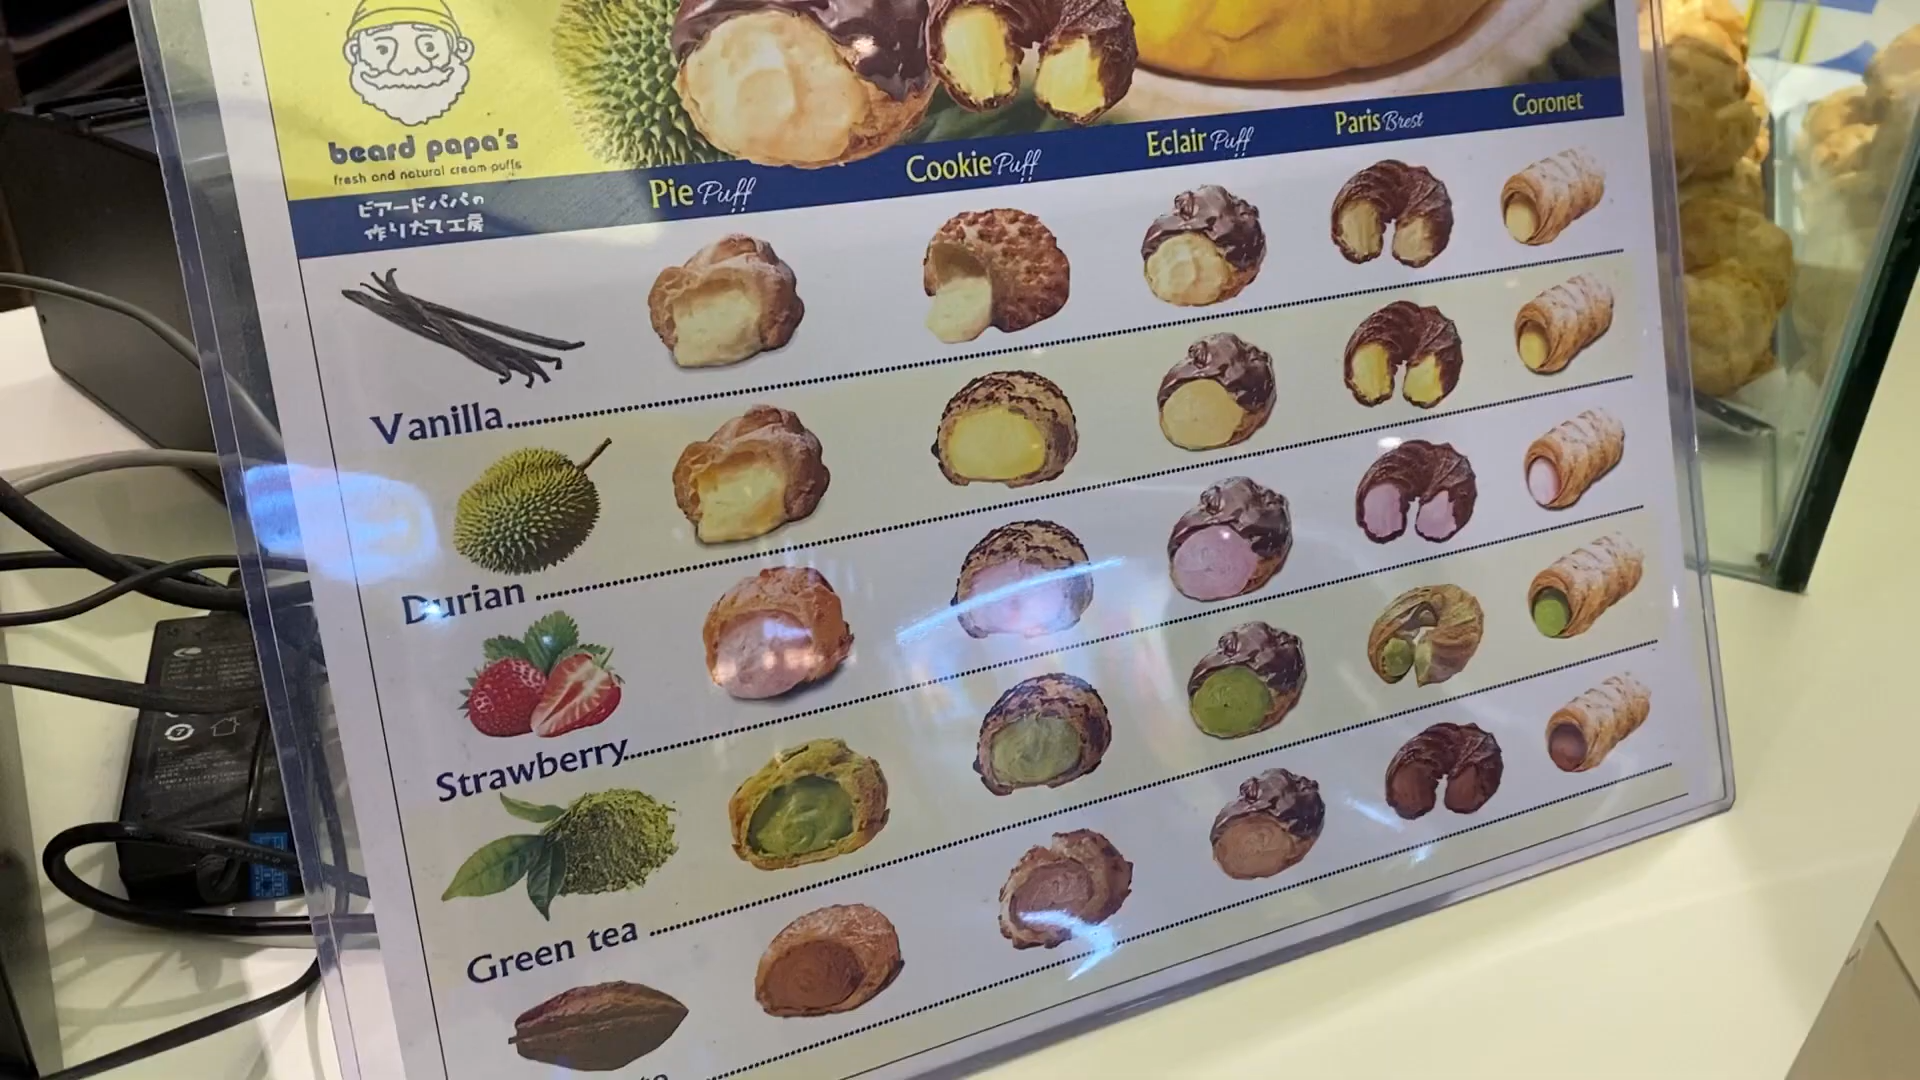 beard papa's
fresh and natural cream puffs
ビアードパパの
作りたて工房
Pie Puff
Cookie Puff
Eclair Puff
Paris Brest
Coronet
Vanilla
Durian
Strawberry
Green tea